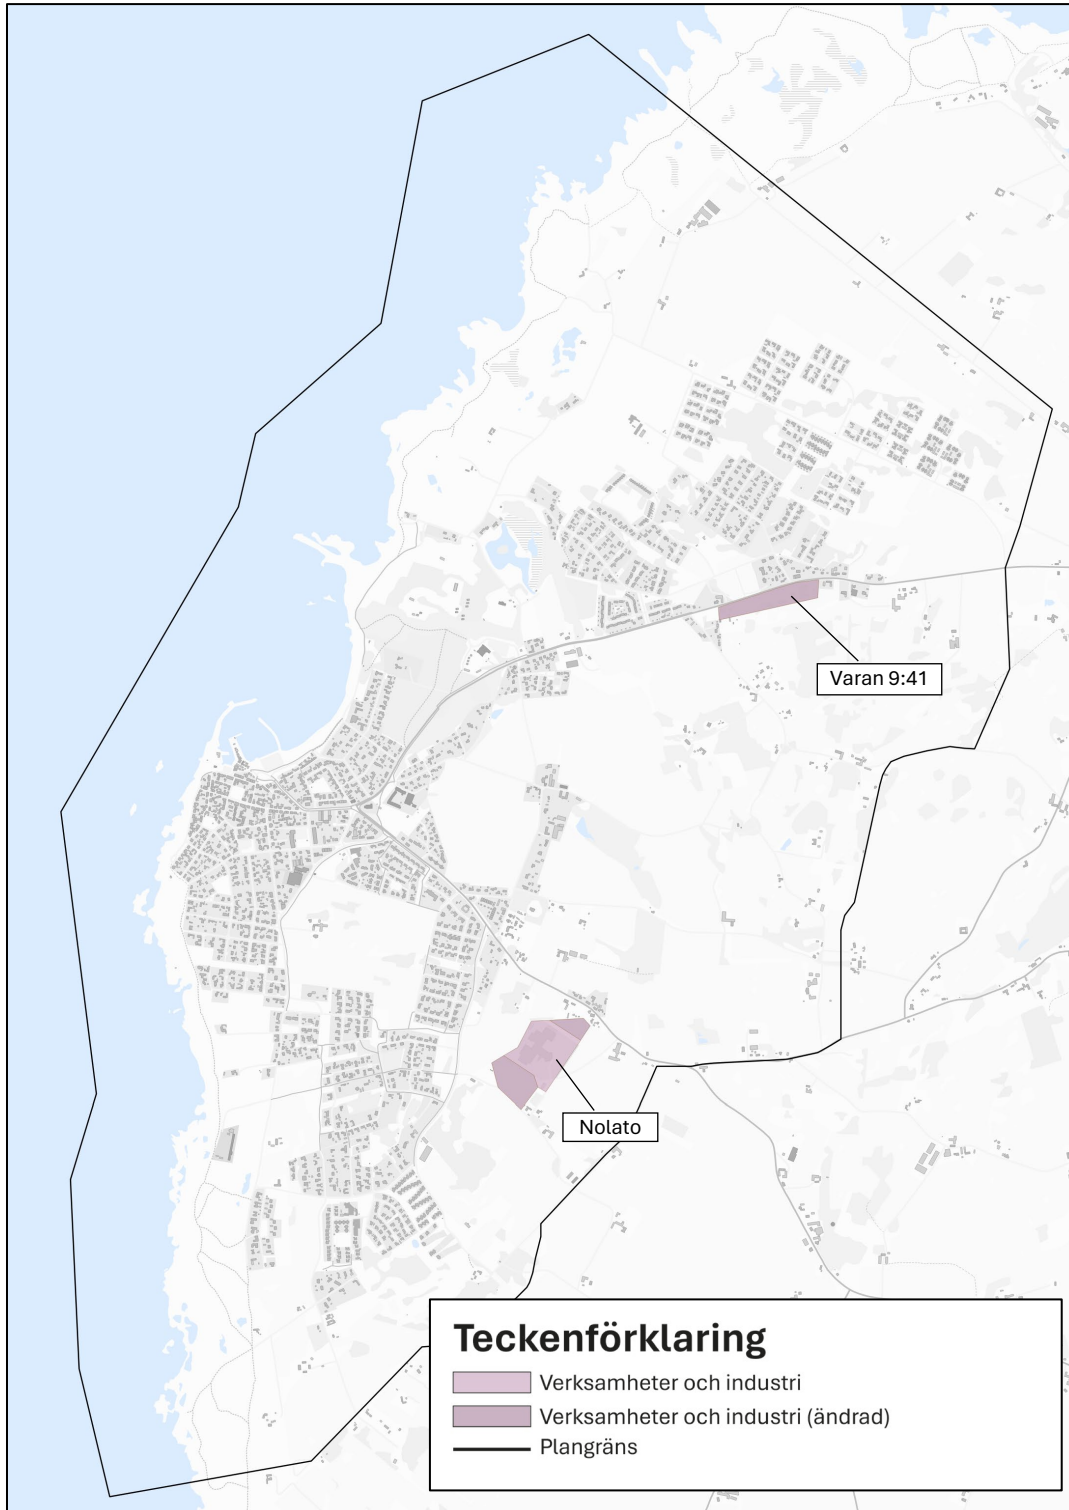 Varan 9:41
Nolato
Teckenförklaring
Verksamheter och industri
Verksamheter och industri (ändrad)
Plangräns